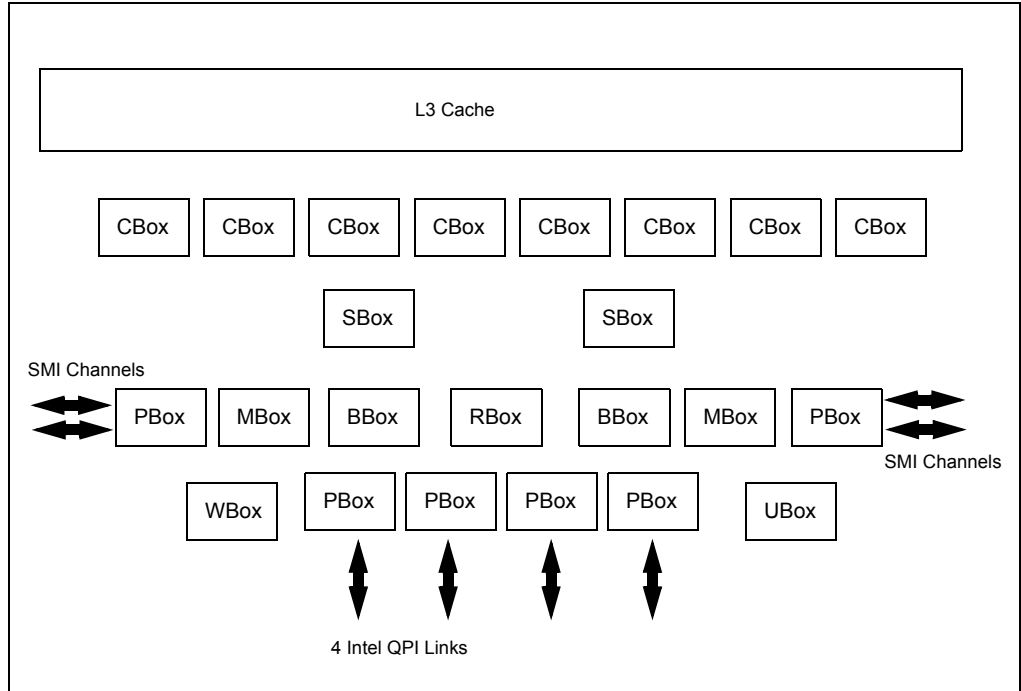 L3 Cache
CBox CBox CBox CBox CBox CBox CBox CBox
SBox SBox
SMI Channels
PBox MBox BBox RBox BBox MBox PBox
SMI Channels
WBox PBox PBox PBox PBox UBox
4 Intel QPI Links